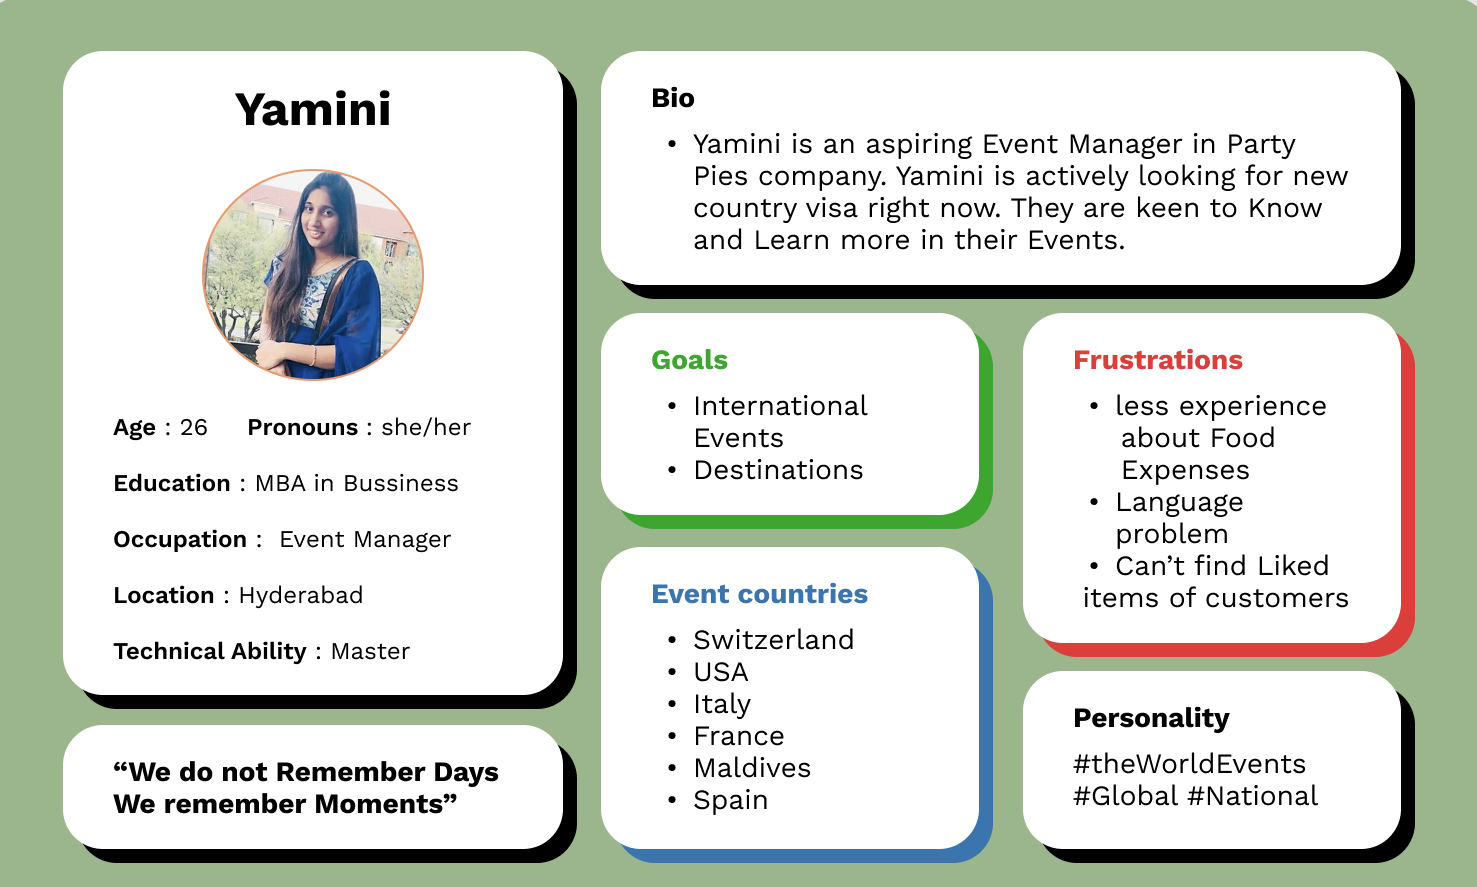 Yamini
Age : 26 Pronouns : she/her
Education : MBA in Bussiness
Occupation : Event Manager
Location : Hyderabad
Technical Ability : Master
“We do not Remember Days
We remember Moments”
Bio
• Yamini is an aspiring Event Manager in Party
Pies company. Yamini is actively looking for new
country visa right now. They are keen to Know
and Learn more in their Events.
Goals
• International
Events
• Destinations
Event countries
• Switzerland
• USA
• Italy
• France
• Maldives
• Spain
Frustrations
• less experience
about Food
Expenses
• Language
problem
• Can’t find Liked
items of customers
Personality
#theWorldEvents
#Global #National